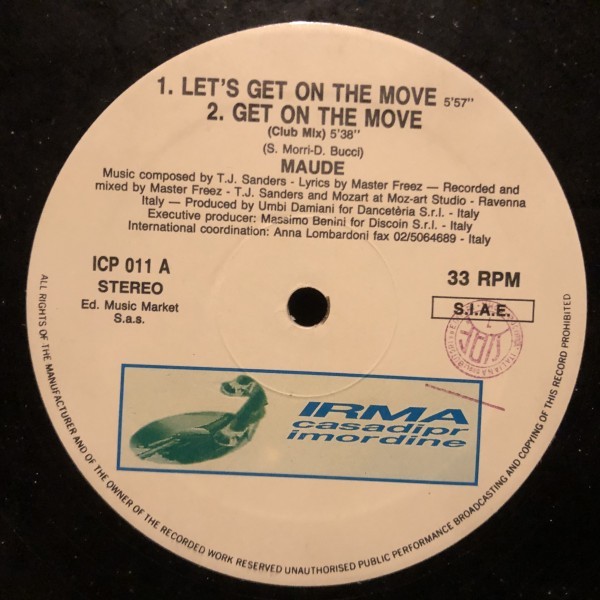 1. LET'S GET ON THE MOVE 5'57"
2. GET ON THE MOVE
(Club Mix) 5'38"
(S. Morri-D. Bucci)
MAUDE
Music composed by T.J. Sanders - Lyrics by Master Freez — Recorded and
mixed by Master Freez - T.J. Sanders and Mozart at Moz-art Studio - Ravenna
Italy — Produced by Umbi Damiani for Danceteria S.r.l. - Italy
Executive producer: Massimo Benini for Discoin S.r.l. - Italy
International coordination: Anna Lombardoni fax 02/5064689 - Italy
ICP 011 A
STEREO
Ed. Music Market
S.a.s.
33 RPM
S.I.A.E.
SIAE
IRMA
casadipr
imordine
ALL RIGHTS OF THE MANUFACTURER AND OF THE OWNER OF THE RECORDED WORK RESERVED UNAUTHORISED PUBLIC PERFORMANCE BROADCASTING AND COPYING OF THIS RECORD PROHIBITED